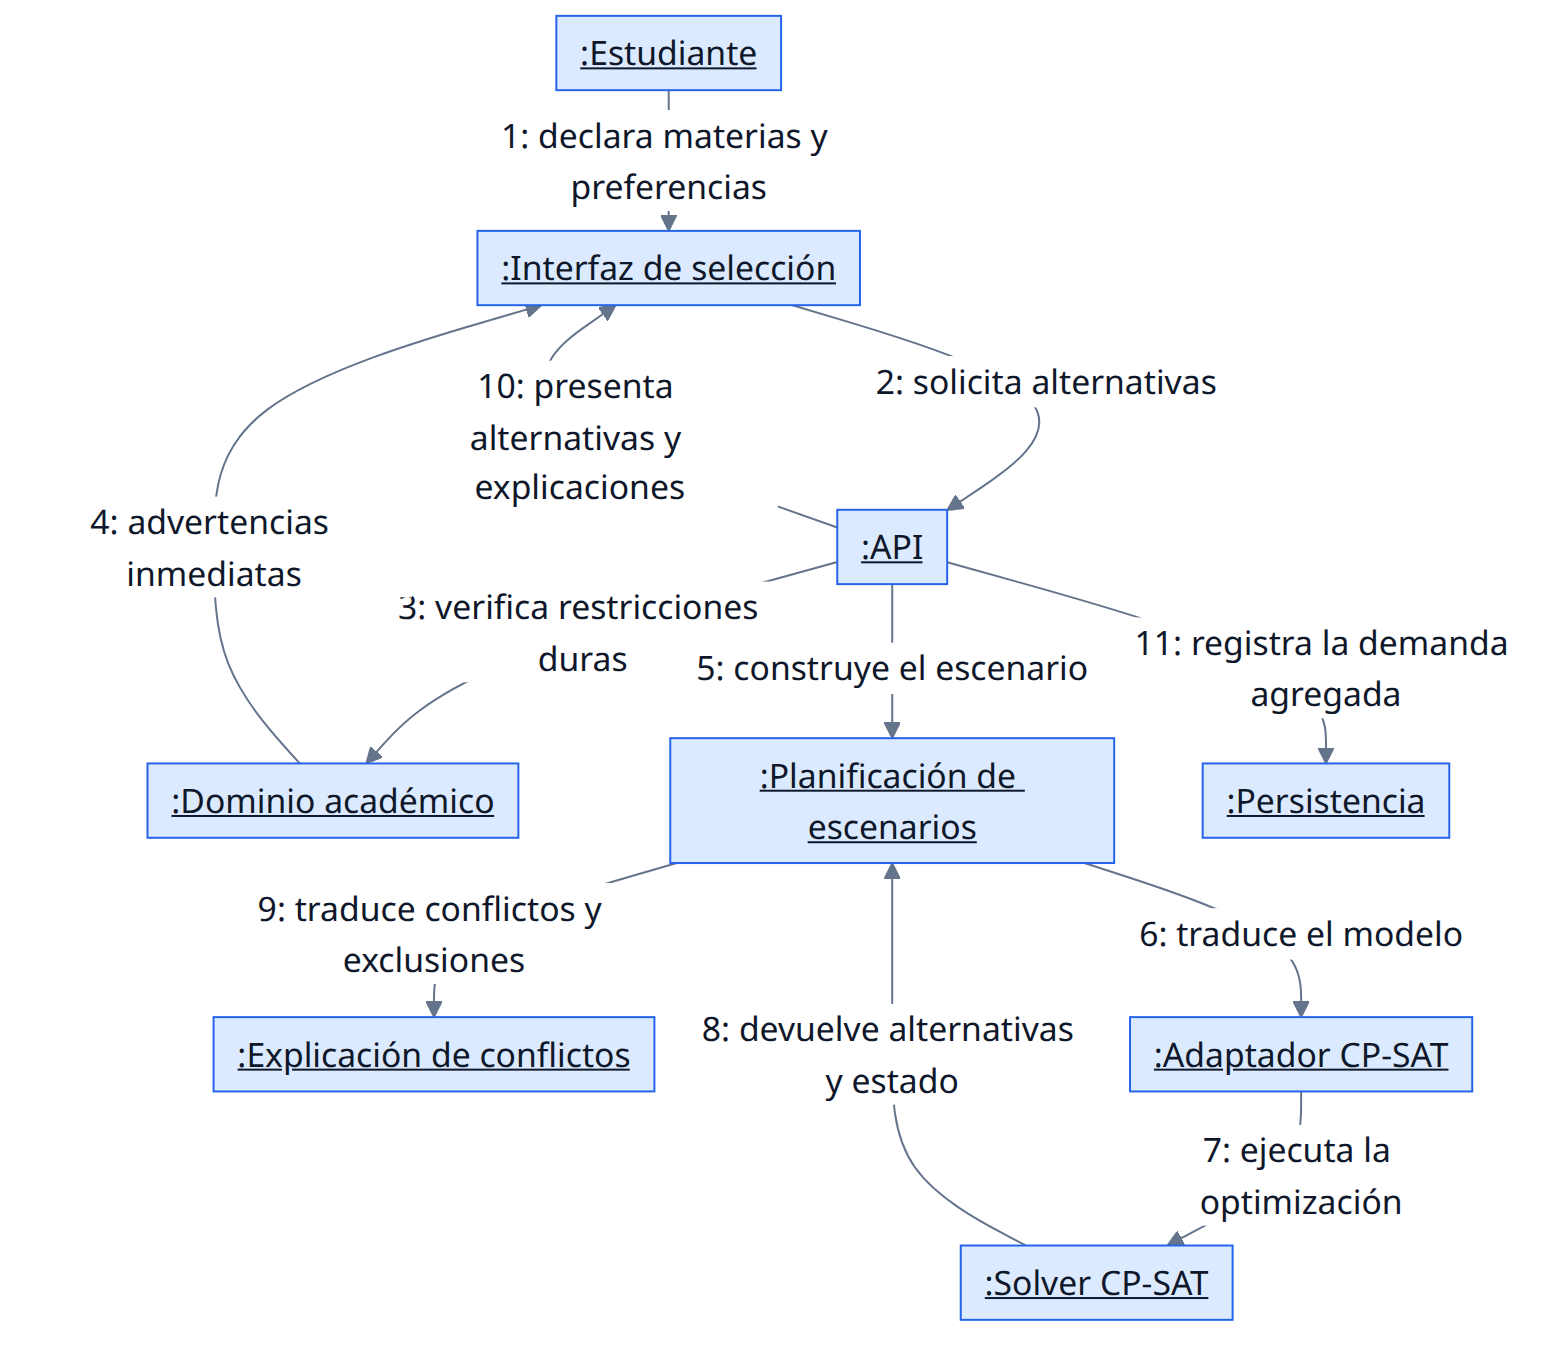 :Estudiante
1: declara materias y
preferencias
:Interfaz de selección
10: presenta
alternativas y
explicaciones
2: solicita alternativas
4: advertencias
inmediatas
:API
3: verifica restricciones
duras
5: construye el escenario
11: registra la demanda
agregada
:Dominio académico
:Planificación de
escenarios
:Persistencia
9: traduce conflictos y
exclusiones
6: traduce el modelo
8: devuelve alternativas
y estado
:Explicación de conflictos
:Adaptador CP-SAT
7: ejecuta la
optimización
:Solver CP-SAT